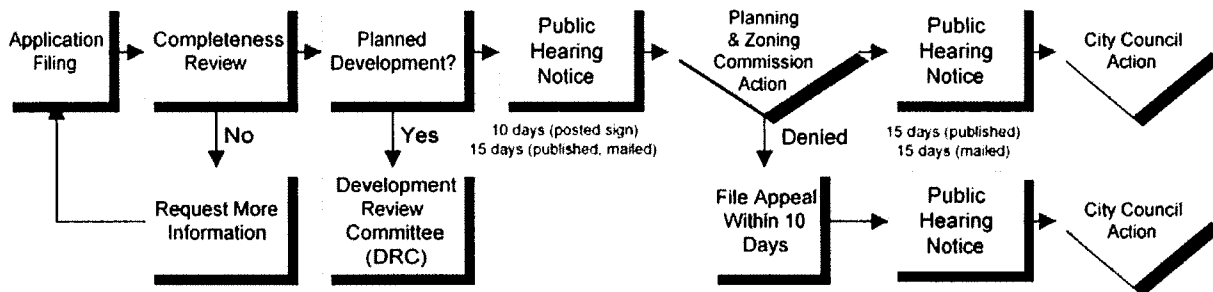 Application
Filing
Completeness
Review
Planned
Development?
Public
Hearing
Notice
Planning
& Zoning
Commission
Action
Public
Hearing
Notice
City Council
Action
No
Yes
10 days (posted sign)
15 days (published, mailed)
Denied
15 days (published)
15 days (mailed)
Request More
Information
Development
Review
Committee
(DRC)
File Appeal
Within 10
Days
Public
Hearing
Notice
City Council
Action